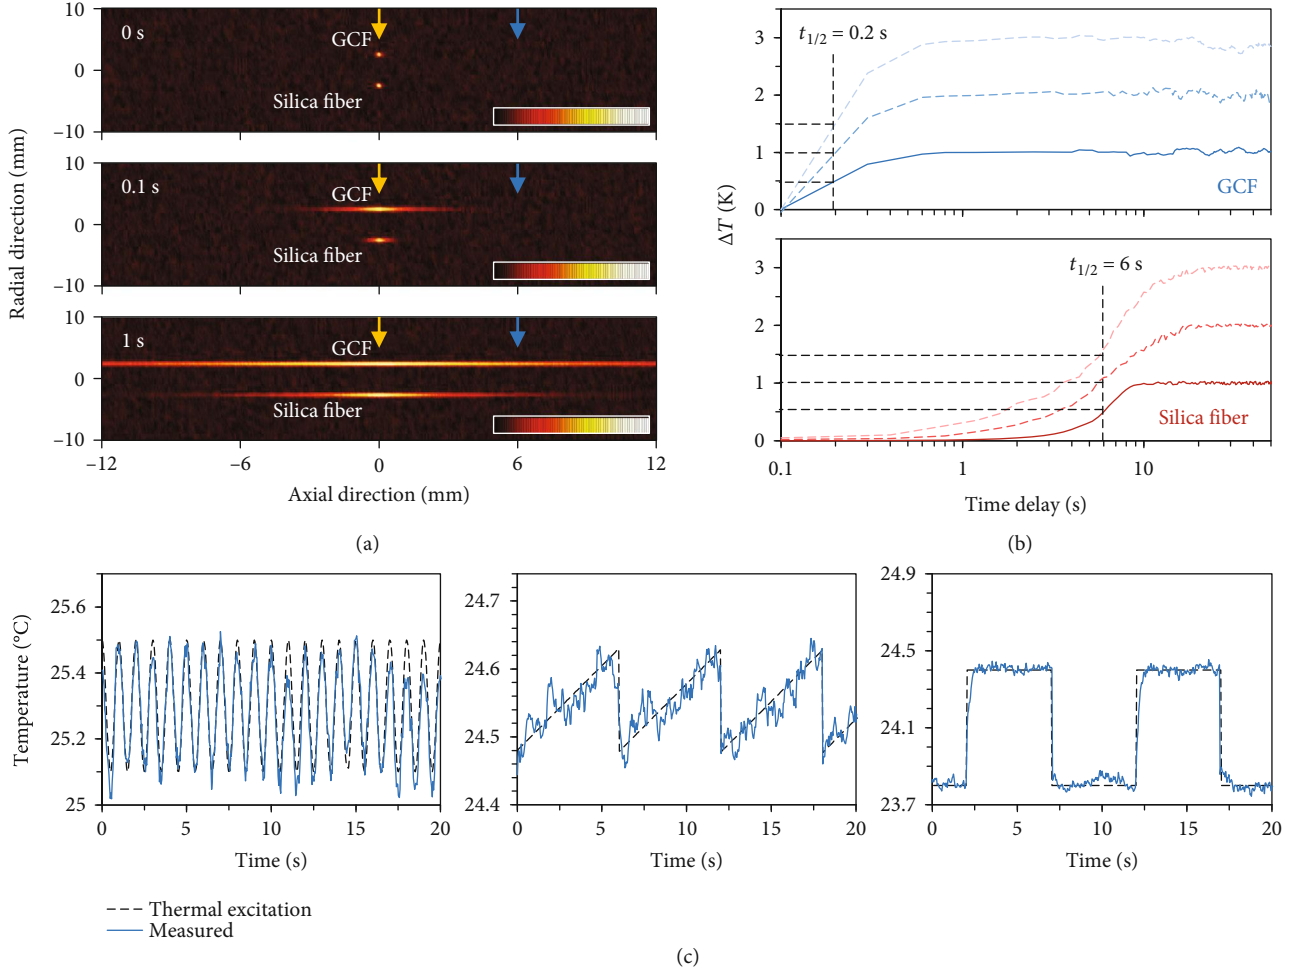 10
0
−10
0 s
GCF
Silica fiber
10
0
−10
0.1 s
GCF
Silica fiber
10
0
−10
1 s
GCF
Silica fiber
−12
−6
0
6
12
Radial direction (mm)
Axial direction (mm)
(a)
3
2
1
0
t1/2 = 0.2 s
GCF
ΔT (K)
3
2
1
0
t1/2 = 6 s
Silica fiber
0.1
1
10
Time delay (s)
(b)
Temperature (°C)
25.6
25.4
25.2
25
0
5
10
15
20
Time (s)
24.7
24.6
24.5
24.4
0
5
10
15
20
Time (s)
24.9
24.4
24.1
23.7
0
5
10
15
20
Time (s)
Thermal excitation
Measured
(c)